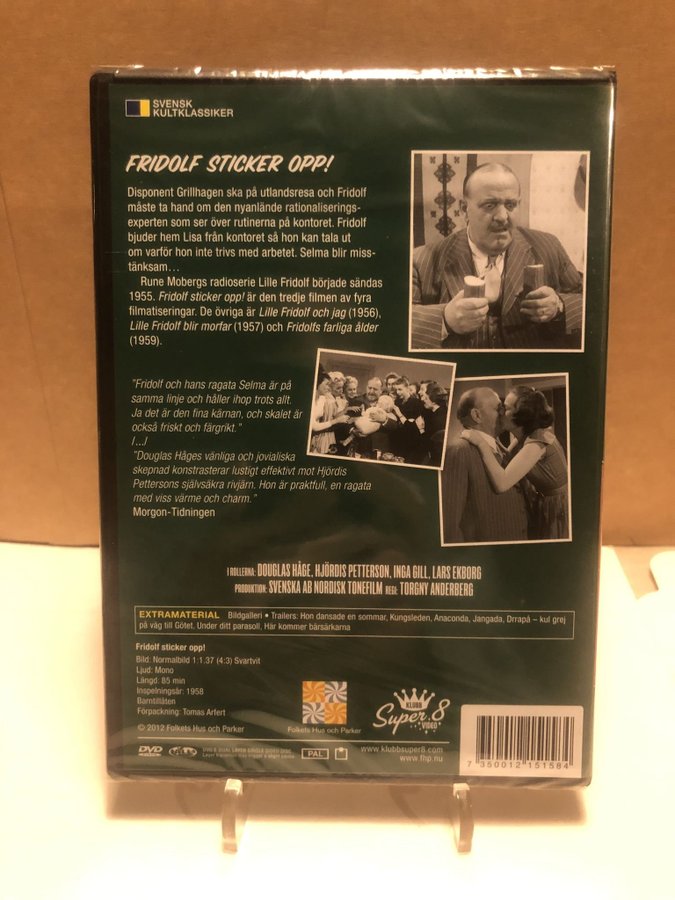 SVENSK
KULTKLASSIKER
FRIDOLF STICKER OPP!
Disponent Grillhagen ska på utlandsresa och Fridolf
måste ta hand om den nyanlände rationaliserings-
experten som ser över rutinerna på kontoret. Fridolf
bjuder hem Lisa från kontoret så hon kan tala ut
om varför hon inte trivs med arbetet. Selma blir miss-
tänksam...
Rune Mobergs radioserie Lille Fridolf började sändas
1955. Fridolf sticker opp! är den tredje filmen av fyra
filmatiseringar. De övriga är Lille Fridolf och jag (1956),
Lille Fridolf blir morfar (1957) och Fridolfs farliga ålder
(1959).
"Fridolf och hans ragata Selma är på
samma linje och håller ihop trots allt.
Ja det är den fina kärnan, och skalet är
också friskt och färgrikt."
/.../
"Douglas Håges vänliga och jovialiska
skepnad konstrasterar lustigt effektivt mot Hjördis
Pettersons självsäkra rivjärn. Hon är praktfull, en ragata
med viss värme och charm."
Morgon-Tidningen
I ROLLERNA: DOUGLAS HÅGE, HJÖRDIS PETTERSON, INGA GILL, LARS EKBORG
PRODUKTION: SVENSKA AB NORDISK TONEFILM REGI: TORGNY ANDERBERG
EXTRAMATERIAL Bildgalleri • Trailers: Hon dansade en sommar, Kungsleden, Anaconda, Jangada, Drrapå – kul grej
på väg till Götet, Under ditt parasoll, Här kommer bärsärkarna
Fridolf sticker opp!
Bild: Normalbild 1:1.37 (4:3) Svartvit
Ljud: Mono
Längd: 85 min
Inspelningsår: 1958
Barntillåten
Förpackning: Tomas Arfert
© 2012 Folkets Hus och Parker
Folkets Hus och Parker
KLUBB
Super 8
VIDEO
DVD
PAL
www.klubbsuper8.com
www.fhp.nu
7 350012 151584